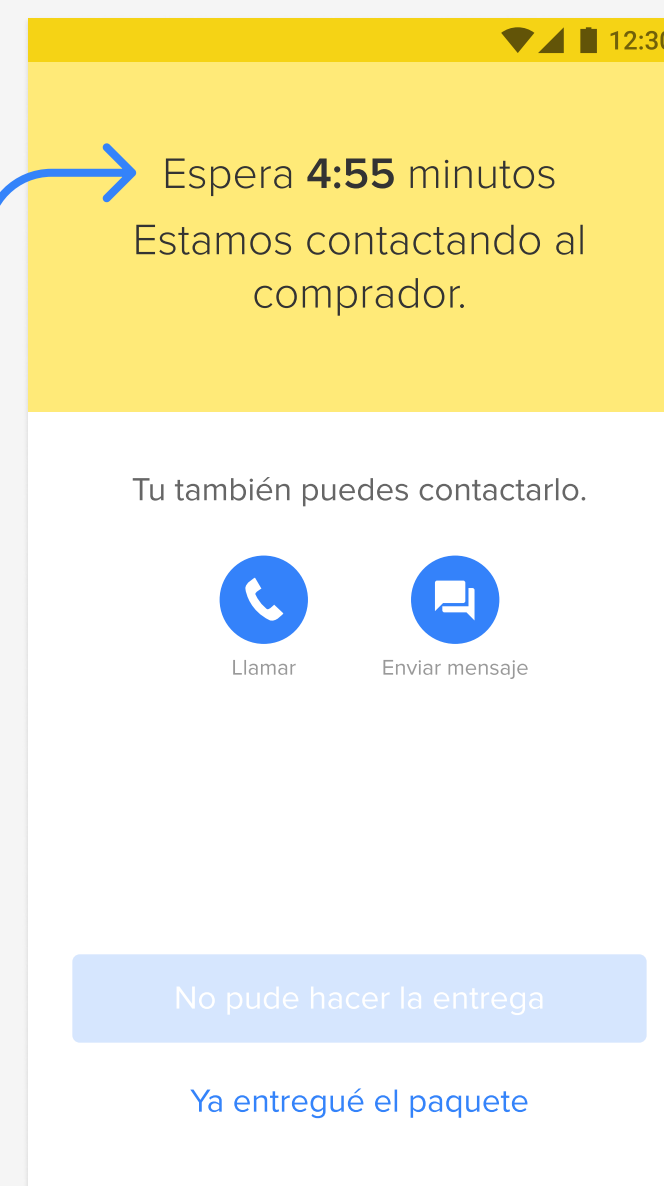 12:30
Espera 4:55 minutos
Estamos contactando al
comprador.
Tu también puedes contactarlo.
Llamar
Enviar mensaje
No pude hacer la entrega
Ya entregué el paquete